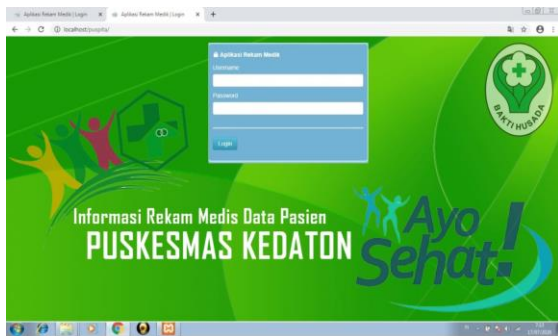 Aplikasi Rekam Medis | Login
Aplikasi Rekam Medis | Login
localhost/puspita/
Aplikasi Rekam Medik
Username
Password
Login
BAKTI HUSADA
Informasi Rekam Medis Data Pasien
PUSKESMAS KEDATON
Ayo
Sehat!